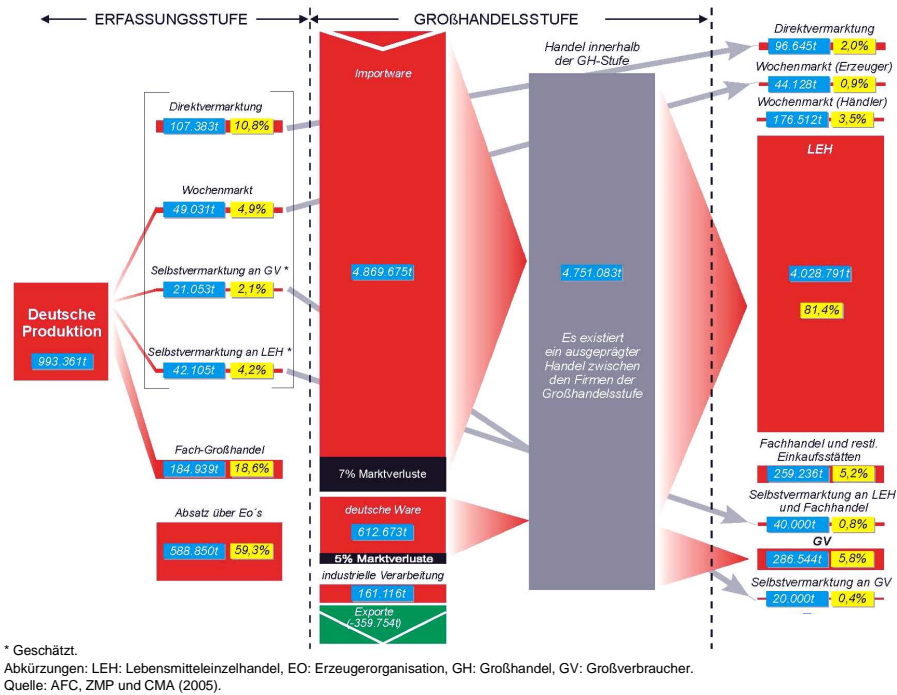 ERFASSUNGSSTUFE
GROßHANDELSSTUFE
Deutsche
Produktion
993.361t
Direktvermarktung
107.383t 10,8%
Wochenmarkt
49.031t 4,9%
Selbstvermarktung an GV *
21.053t 2,1%
Selbstvermarktung an LEH *
42.105t 4,2%
Fach-Großhandel
184.939t 18,6%
Absatz über Eo´s
588.850t 59,3%
Importware
4.869.675t
7% Marktverluste
deutsche Ware
612.673t
5% Marktverluste
industrielle Verarbeitung
161.116t
Exporte
(-359.754t)
Handel innerhalb
der GH-Stufe
4.751.083t
Es existiert
ein ausgeprägter
Handel zwischen
den Firmen der
Großhandelsstufe
Direktvermarktung
96.645t 2,0%
Wochenmarkt (Erzeuger)
44.128t 0,9%
Wochenmarkt (Händler)
176.512t 3,5%
LEH
4.028.791t
81,4%
Fachhandel und restl.
Einkaufsstätten
259.236t 5,2%
Selbstvermarktung an LEH
und Fachhandel
40.000t 0,8%
GV
286.544t 5,8%
Selbstvermarktung an GV
20.000t 0,4%
* Geschätzt.
Abkürzungen: LEH: Lebensmitteleinzelhandel, EO: Erzeugerorganisation, GH: Großhandel, GV: Großverbraucher.
Quelle: AFC, ZMP und CMA (2005).